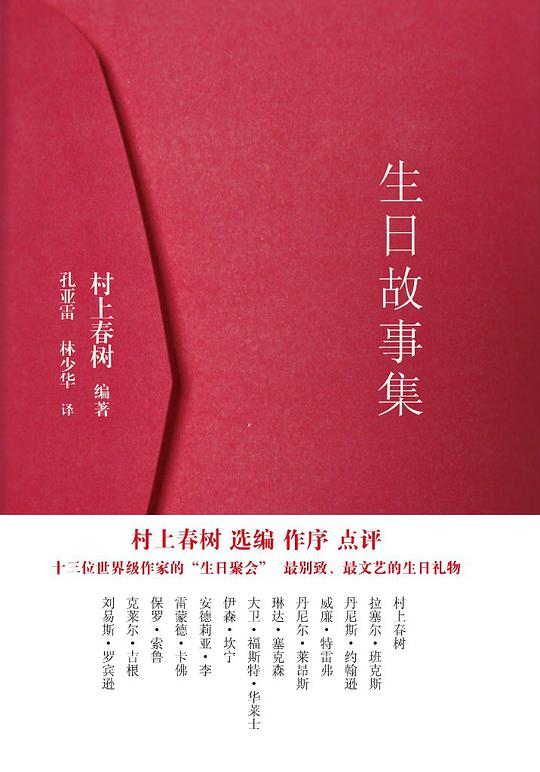 生日故事集
村上春树 编著
孔亚雷 林少华 译
村上春树 选编 作序 点评
十三位世界级作家的“生日聚会” 最别致、最文艺的生日礼物
村上春树
拉塞尔·班克斯
丹尼斯·约翰逊
威廉·特雷弗
丹尼尔·莱昂斯
琳达·塞克森
大卫·福斯特·华莱士
伊森·坎宁
安德莉亚·李
雷蒙德·卡佛
保罗·索鲁
克莱尔·吉根
刘易斯·罗宾逊